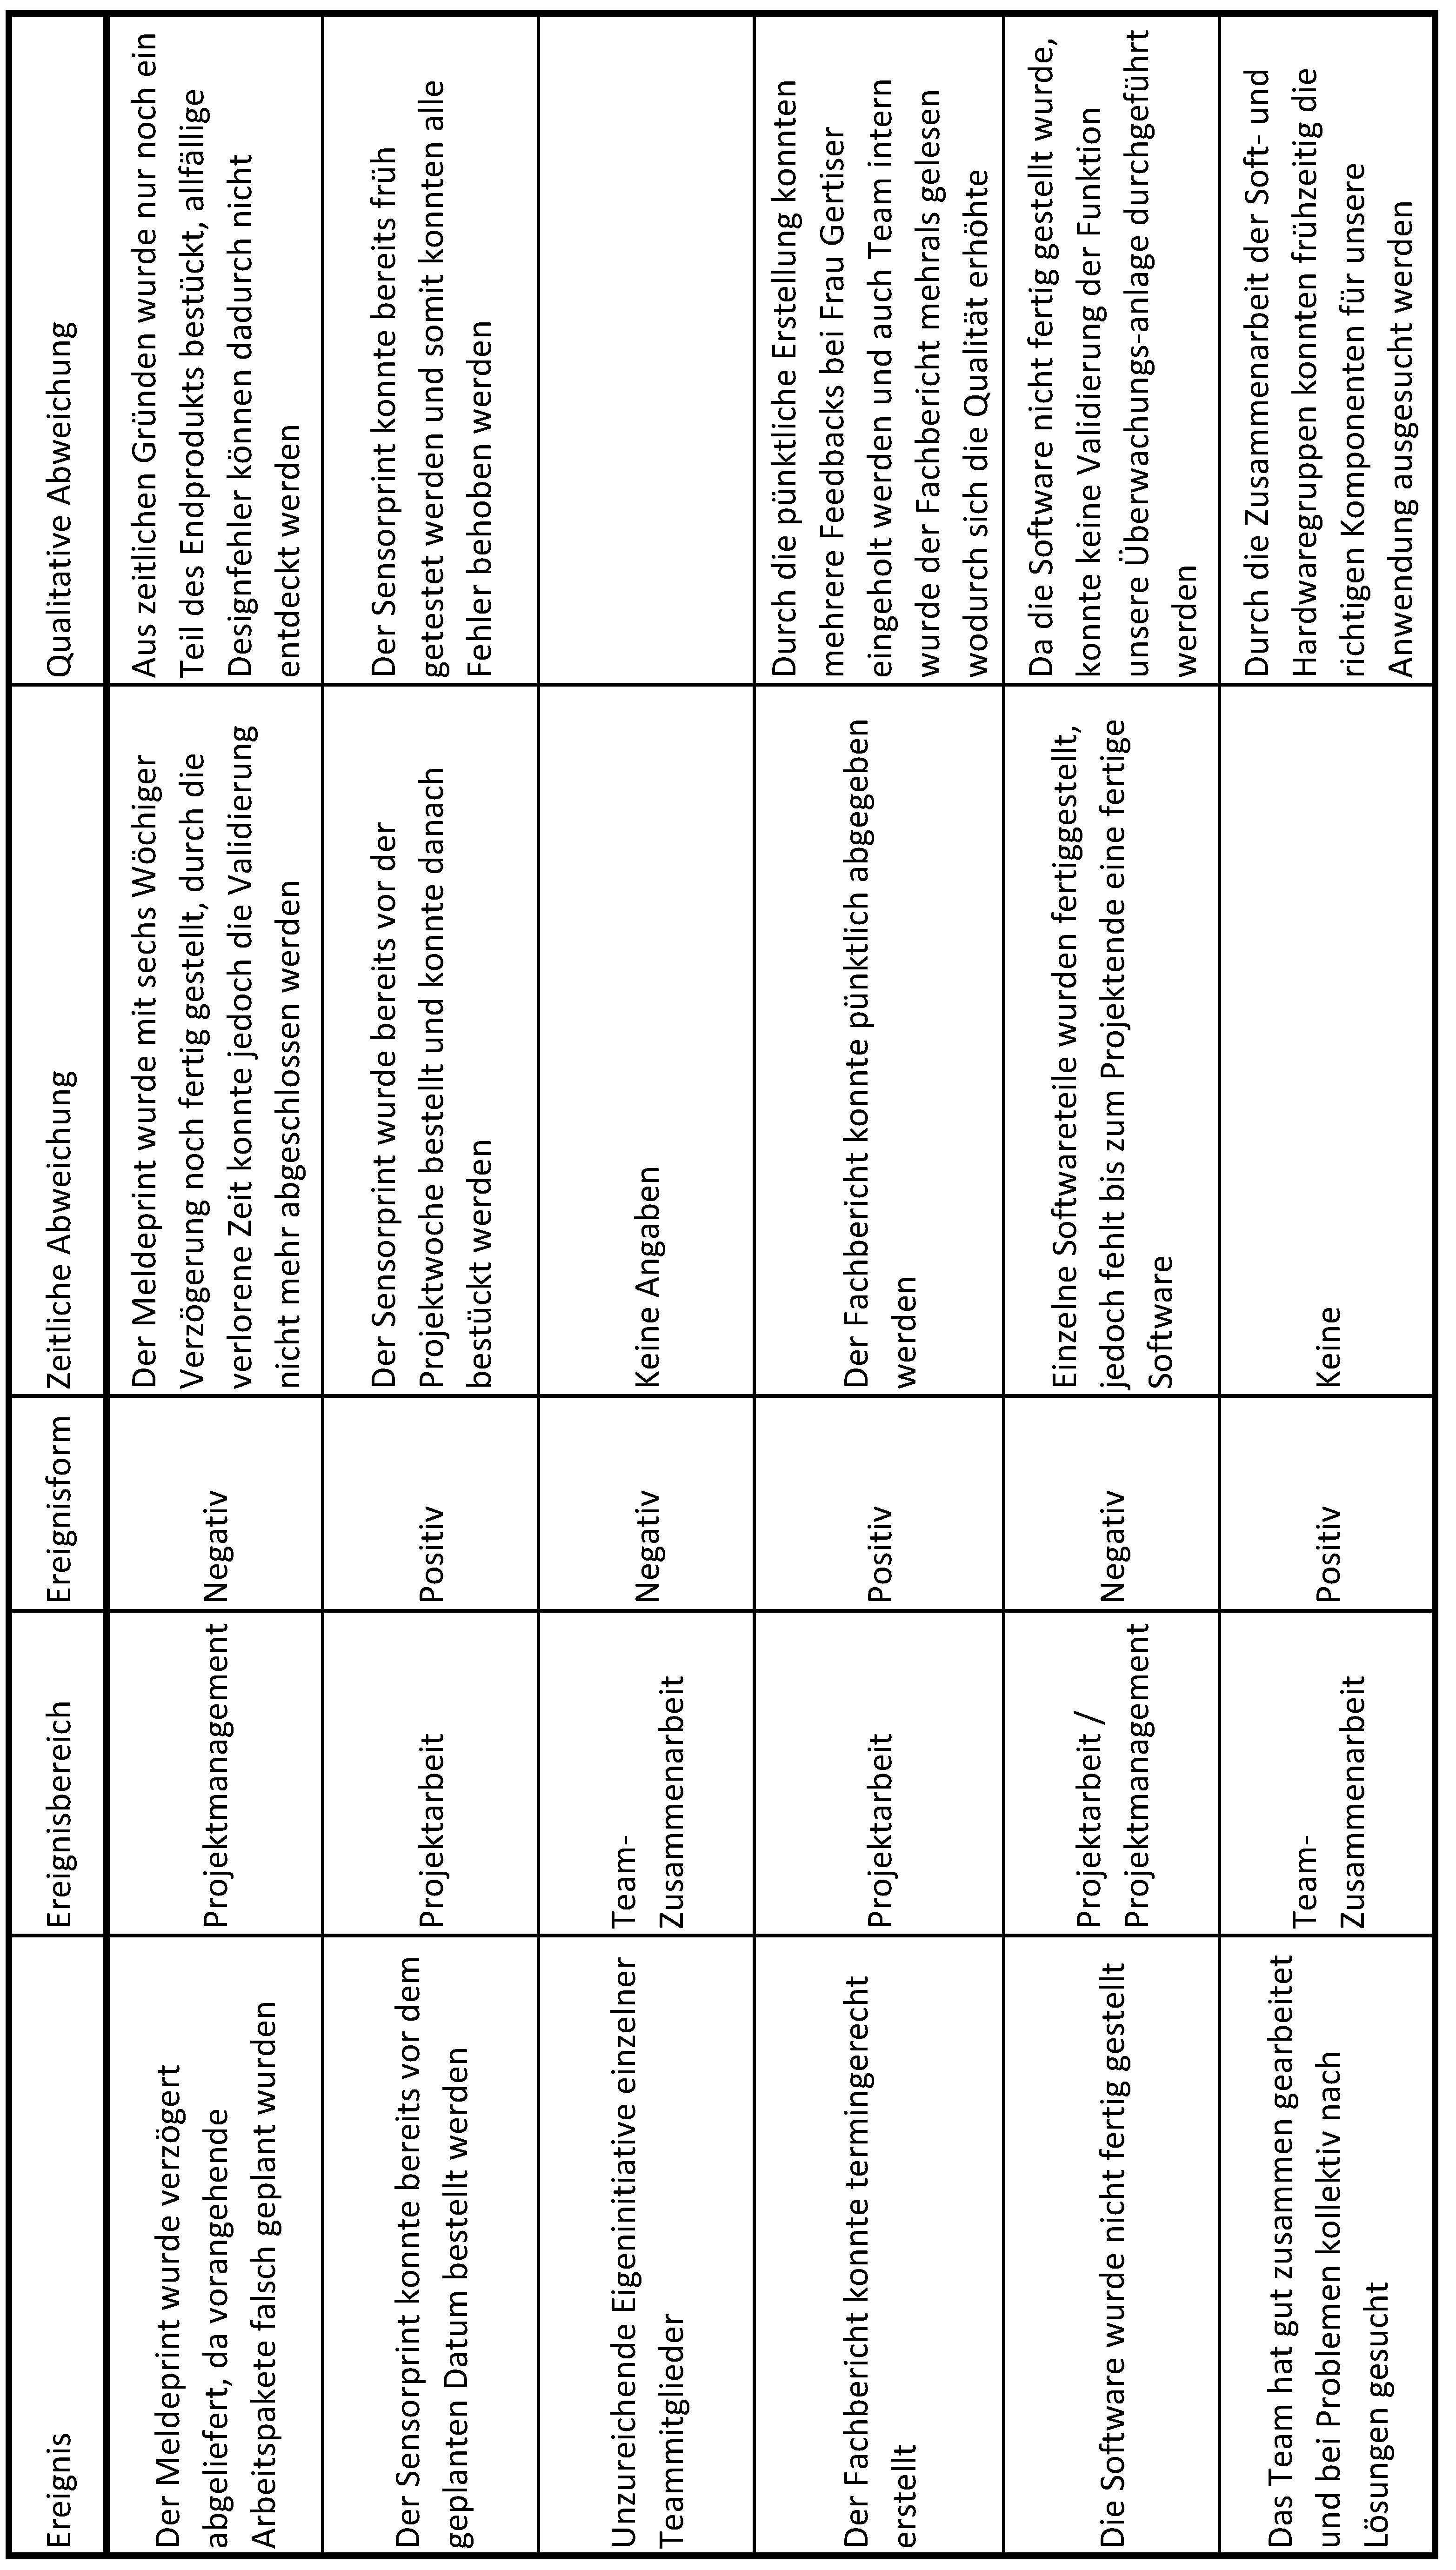 Ereignis
Ereignisbereich
Ereignisform
Zeitliche Abweichung
Qualitative Abweichung
Der Meldeprint wurde verzögert
abgeliefert, da vorangehende
Arbeitspakete falsch geplant wurden
Projektmanagement
Negativ
Der Meldeprint wurde mit sechs Wöchiger
Verzögerung noch fertig gestellt, durch die
verlorene Zeit konnte jedoch die Validierung
nicht mehr abgeschlossen werden
Aus zeitlichen Gründen wurde nur noch ein
Teil des Endprodukts bestückt, allfällige
Designfehler können dadurch nicht
entdeckt werden
Der Sensorprint konnte bereits vor dem
geplanten Datum bestellt werden
Projektarbeit
Positiv
Der Sensorprint wurde bereits vor der
Projektwoche bestellt und konnte danach
bestückt werden
Der Sensorprint konnte bereits früh
getestet werden und somit konnten alle
Fehler behoben werden
Unzureichende Eigeninitiative einzelner
Teammitglieder
Team-
Zusammenarbeit
Negativ
Keine Angaben
Der Fachbericht konnte termingerecht
erstellt
Projektarbeit
Positiv
Der Fachbericht konnte pünktlich abgegeben
werden
Durch die pünktliche Erstellung konnten
mehrere Feedbacks bei Frau Gertiser
eingeholt werden und auch Team intern
wurde der Fachbericht mehrals gelesen
wodurch sich die Qualität erhöhte
Die Software wurde nicht fertig gestellt
Projektarbeit /
Projektmanagement
Negativ
Einzelne Softwareteile wurden fertiggestellt,
jedoch fehlt bis zum Projektende eine fertige
Software
Da die Software nicht fertig gestellt wurde,
konnte keine Validierung der Funktion
unsere Überwachungs-anlage durchgeführt
werden
Das Team hat gut zusammen gearbeitet
und bei Problemen kollektiv nach
Lösungen gesucht
Team-
Zusammenarbeit
Positiv
Keine
Durch die Zusammenarbeit der Soft- und
Hardwaregruppen konnten frühzeitig die
richtigen Komponenten für unsere
Anwendung ausgesucht werden